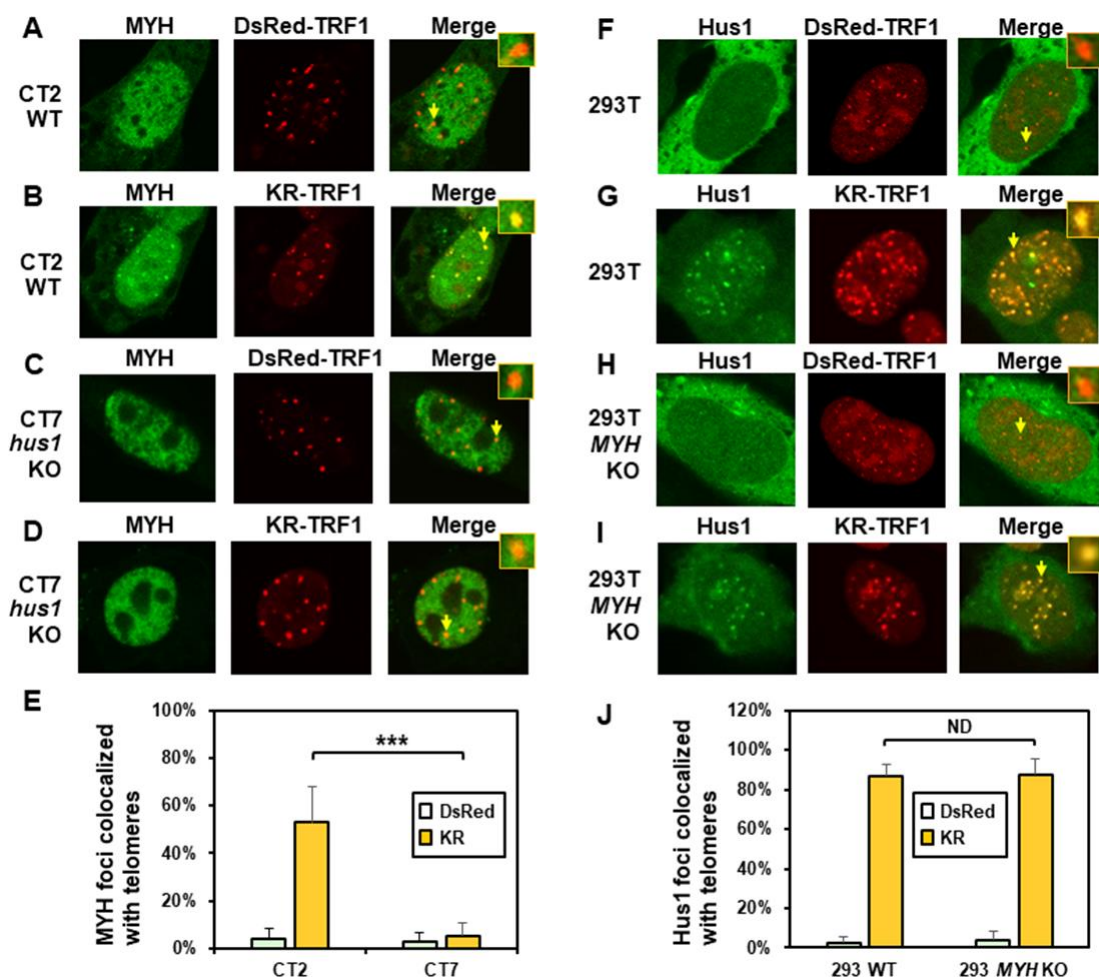 A
MYH DsRed-TRF1 Merge
CT2
WT
B
MYH KR-TRF1 Merge
CT2
WT
C
MYH DsRed-TRF1 Merge
CT7
hus1
KO
D
MYH KR-TRF1 Merge
CT7
hus1
KO
E
MYH foci colocalized
with telomeres
100%
80%
60%
40%
20%
0%
***
DsRed
KR
CT2 CT7
F
Hus1 DsRed-TRF1 Merge
293T
G
Hus1 KR-TRF1 Merge
293T
H
Hus1 DsRed-TRF1 Merge
293T
MYH
KO
I
Hus1 KR-TRF1 Merge
293T
MYH
KO
J
Hus1 foci colocalized
with telomeres
120%
100%
80%
60%
40%
20%
0%
ND
DsRed
KR
293 WT 293 MYH KO